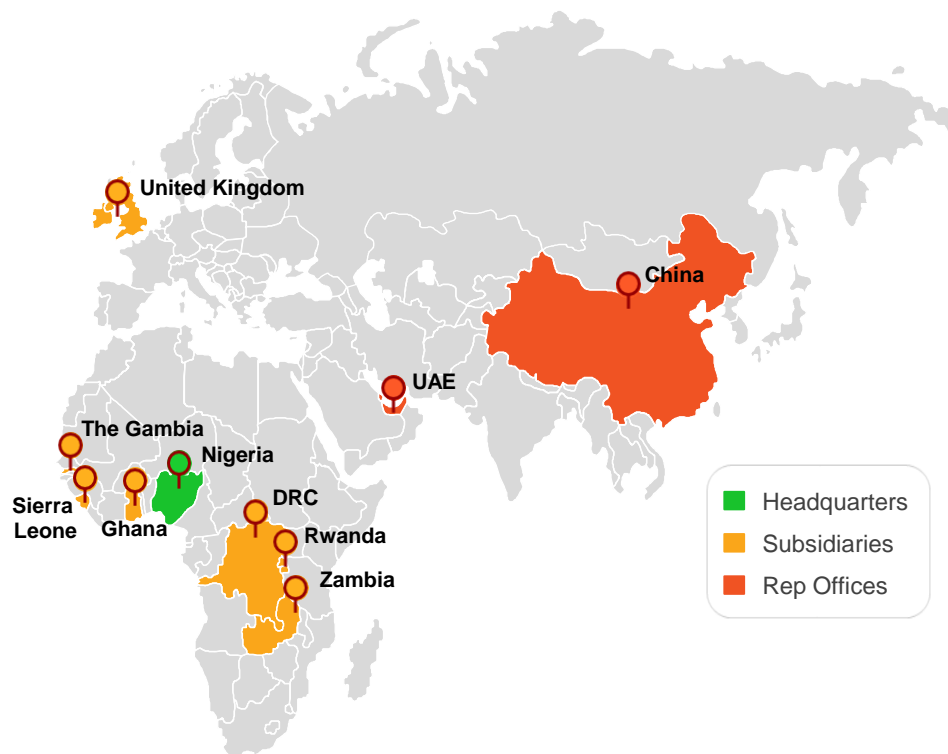 United Kingdom
China
UAE
The Gambia
Nigeria
Sierra
Leone
Ghana
DRC
Rwanda
Zambia
Headquarters
Subsidiaries
Rep Offices